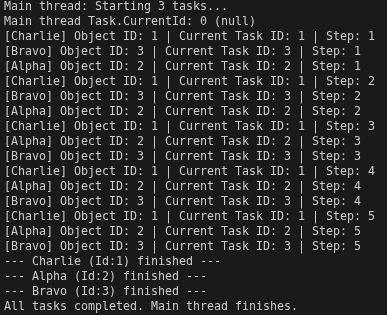 Main thread: Starting 3 tasks...
Main thread Task.CurrentId: 0 (null)
[Charlie] Object ID: 1 | Current Task ID: 1 | Step: 1
[Bravo] Object ID: 3 | Current Task ID: 3 | Step: 1
[Alpha] Object ID: 2 | Current Task ID: 2 | Step: 1
[Charlie] Object ID: 1 | Current Task ID: 1 | Step: 2
[Bravo] Object ID: 3 | Current Task ID: 3 | Step: 2
[Alpha] Object ID: 2 | Current Task ID: 2 | Step: 2
[Charlie] Object ID: 1 | Current Task ID: 1 | Step: 3
[Alpha] Object ID: 2 | Current Task ID: 2 | Step: 3
[Bravo] Object ID: 3 | Current Task ID: 3 | Step: 3
[Charlie] Object ID: 1 | Current Task ID: 1 | Step: 4
[Alpha] Object ID: 2 | Current Task ID: 2 | Step: 4
[Bravo] Object ID: 3 | Current Task ID: 3 | Step: 4
[Charlie] Object ID: 1 | Current Task ID: 1 | Step: 5
[Alpha] Object ID: 2 | Current Task ID: 2 | Step: 5
[Bravo] Object ID: 3 | Current Task ID: 3 | Step: 5
--- Charlie (Id:1) finished ---
--- Alpha (Id:2) finished ---
--- Bravo (Id:3) finished ---
All tasks completed. Main thread finishes.